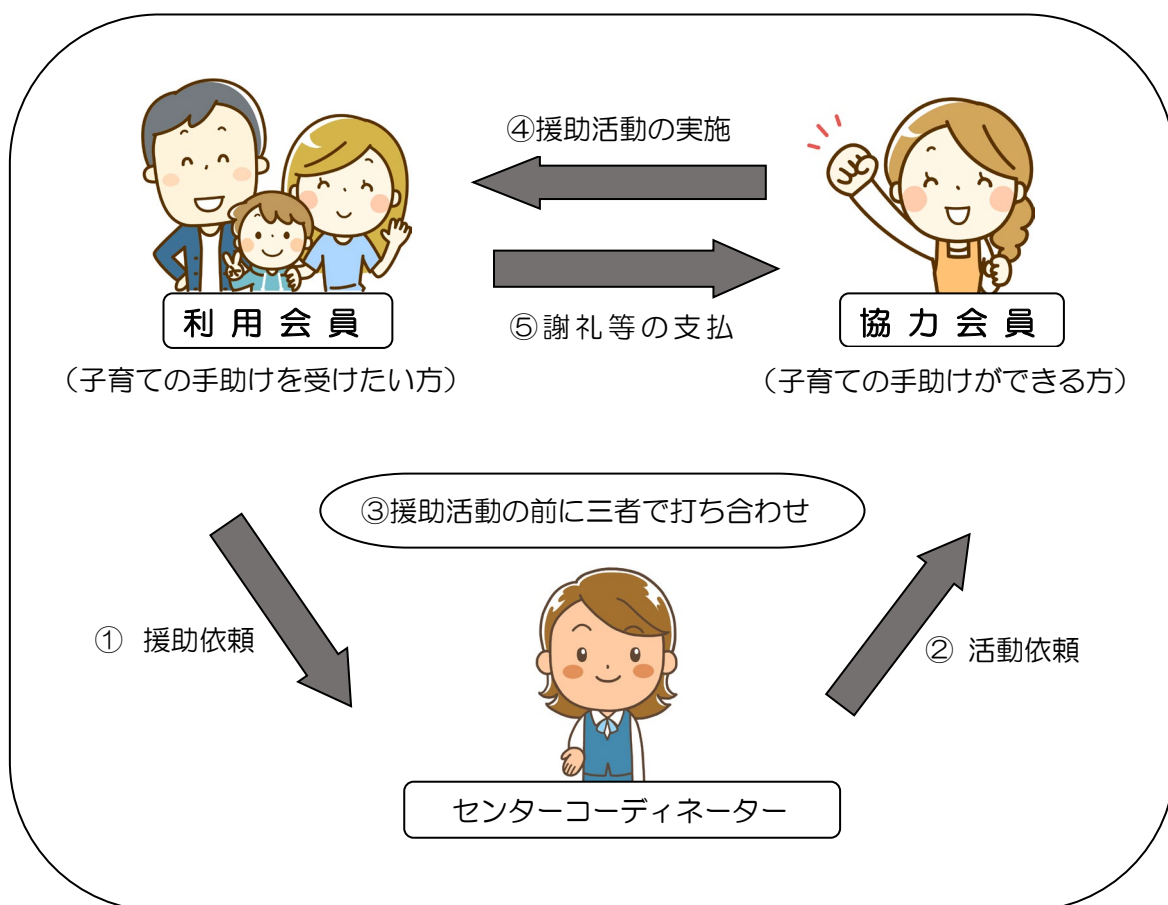 ④援助活動の実施
⑤謝礼等の支払
利用会員
協力会員
（子育ての手助けを受けたい方）
（子育ての手助けができる方）
③援助活動の前に三者で打ち合わせ
① 援助依頼
② 活動依頼
センターコーディネーター